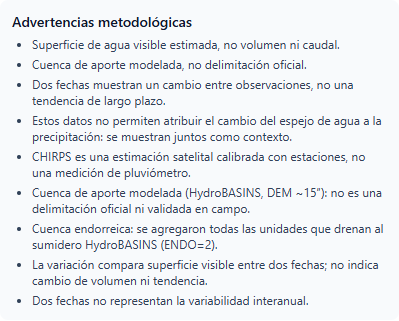 Advertencias metodológicas
• Superficie de agua visible estimada, no volumen ni caudal.
• Cuenca de aporte modelada, no delimitación oficial.
• Dos fechas muestran un cambio entre observaciones, no una
tendencia de largo plazo.
• Estos datos no permiten atribuir el cambio del espejo de agua a la
precipitación: se muestran juntos como contexto.
• CHIRPS es una estimación satelital calibrada con estaciones, no
una medición de pluviómetro.
• Cuenca de aporte modelada (HydroBASINS, DEM ~15″): no es una
delimitación oficial ni validada en campo.
• Cuenca endorreica: se agregaron todas las unidades que drenan al
sumidero HydroBASINS (ENDO=2).
• La variación compara superficie visible entre dos fechas; no indica
cambio de volumen ni tendencia.
• Dos fechas no representan la variabilidad interanual.